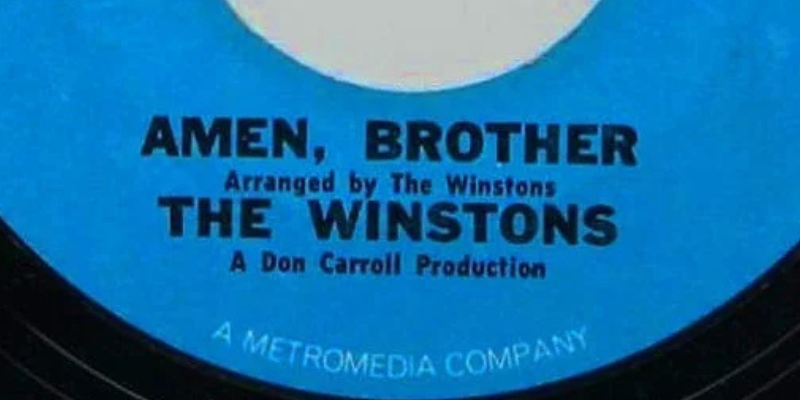 AMEN, BROTHER
Arranged by The Winstons
THE WINSTONS
A Don Carroll Production
A METROMEDIA COMPANY